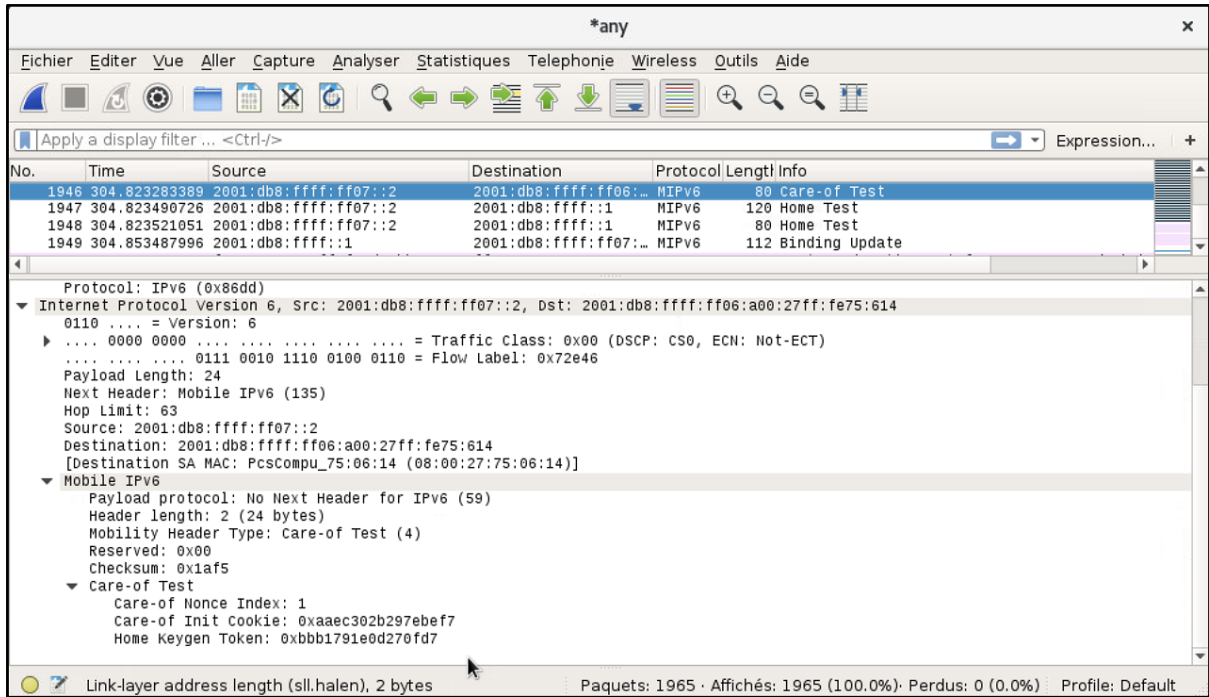 *any
Fichier Editer Vue Aller Capture Analyser Statistiques Telephonie Wireless Outils Aide
Apply a display filter ... <Ctrl-/> Expression... +
No. Time Source Destination Protocol Lengtl Info
1946 304.823283389 2001:db8:ffff:ff07::2 2001:db8:ffff:ff06:… MIPv6 80 Care-of Test
1947 304.823490726 2001:db8:ffff:ff07::2 2001:db8:ffff::1 MIPv6 120 Home Test
1948 304.823521051 2001:db8:ffff:ff07::2 2001:db8:ffff::1 MIPv6 80 Home Test
1949 304.853487996 2001:db8:ffff::1 2001:db8:ffff:ff07:… MIPv6 112 Binding Update
Protocol: IPv6 (0x86dd)
Internet Protocol Version 6, Src: 2001:db8:ffff:ff07::2, Dst: 2001:db8:ffff:ff06:a00:27ff:fe75:614
0110 .... = Version: 6
.... 0000 0000 .... .... .... .... .... = Traffic Class: 0x00 (DSCP: CS0, ECN: Not-ECT)
.... .... .... 0111 0010 1110 0100 0110 = Flow Label: 0x72e46
Payload Length: 24
Next Header: Mobile IPv6 (135)
Hop Limit: 63
Source: 2001:db8:ffff:ff07::2
Destination: 2001:db8:ffff:ff06:a00:27ff:fe75:614
[Destination SA MAC: PcsCompu_75:06:14 (08:00:27:75:06:14)]
Mobile IPv6
Payload protocol: No Next Header for IPv6 (59)
Header length: 2 (24 bytes)
Mobility Header Type: Care-of Test (4)
Reserved: 0x00
Checksum: 0x1af5
Care-of Test
Care-of Nonce Index: 1
Care-of Init Cookie: 0xaaec302b297ebef7
Home Keygen Token: 0xbbb1791e0d270fd7
Link-layer address length (sll.halen), 2 bytes Paquets: 1965 · Affichés: 1965 (100.0%)· Perdus: 0 (0.0%) Profile: Default